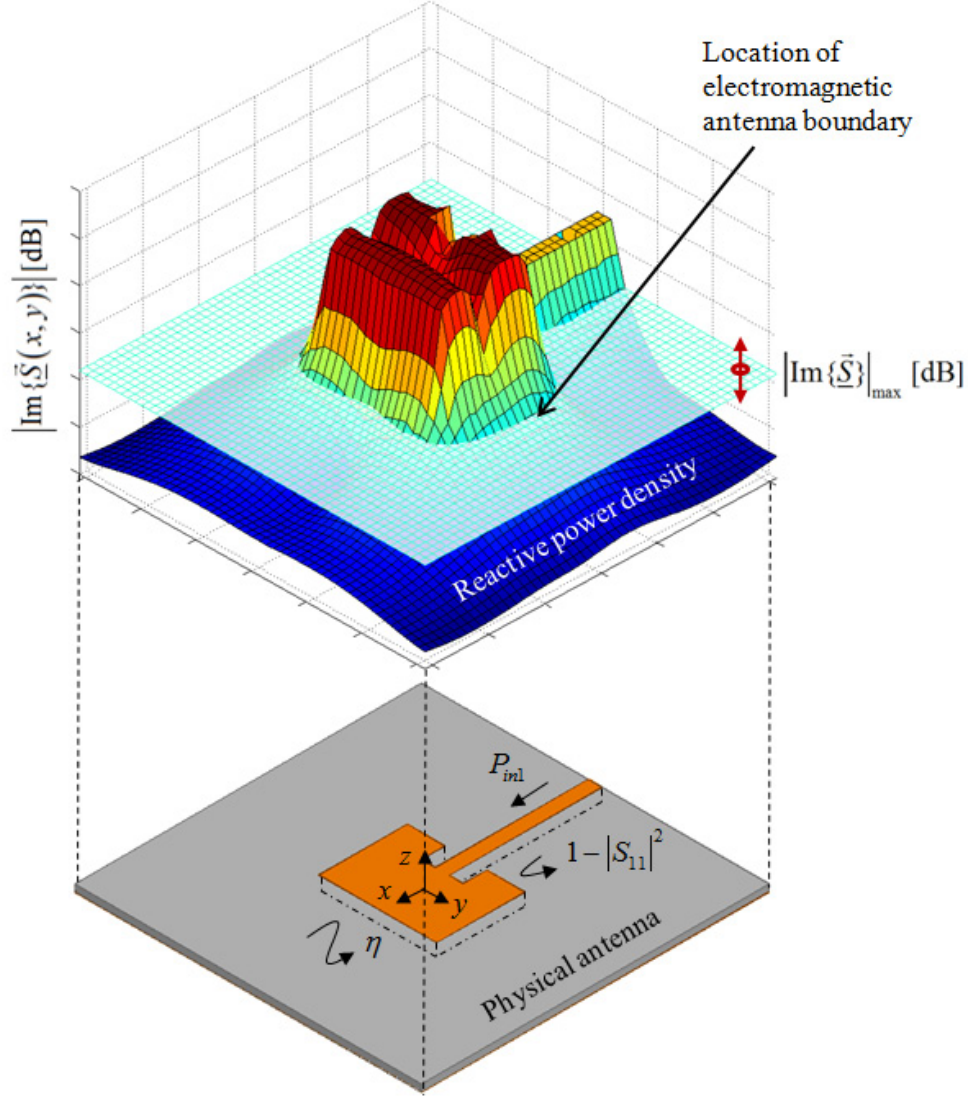 Location of
electromagnetic
antenna boundary
|Im{S⃗(x, y)}| [dB]
|Im{S⃗}|max [dB]
Reactive power density
Pin1
1−|S11|²
z
x
y
η
Physical antenna